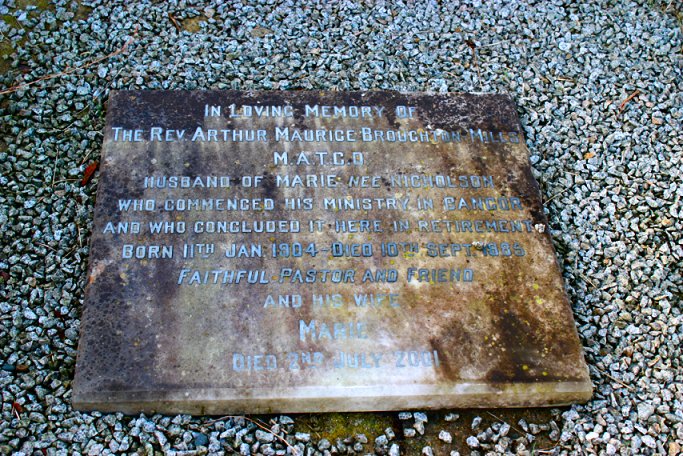 In Loving Memory of
The Rev. Arthur Maurice Broughton Mills
M.A.T.C.D.
Husband of Marie nee Nicholson
who commenced his ministry in Bangor
and who concluded it here in retirement
Born 11th Jan. 1904 - Died 10th Sept. 1989
Faithful Pastor and Friend
and his wife
Marie
Died 2nd July 2001